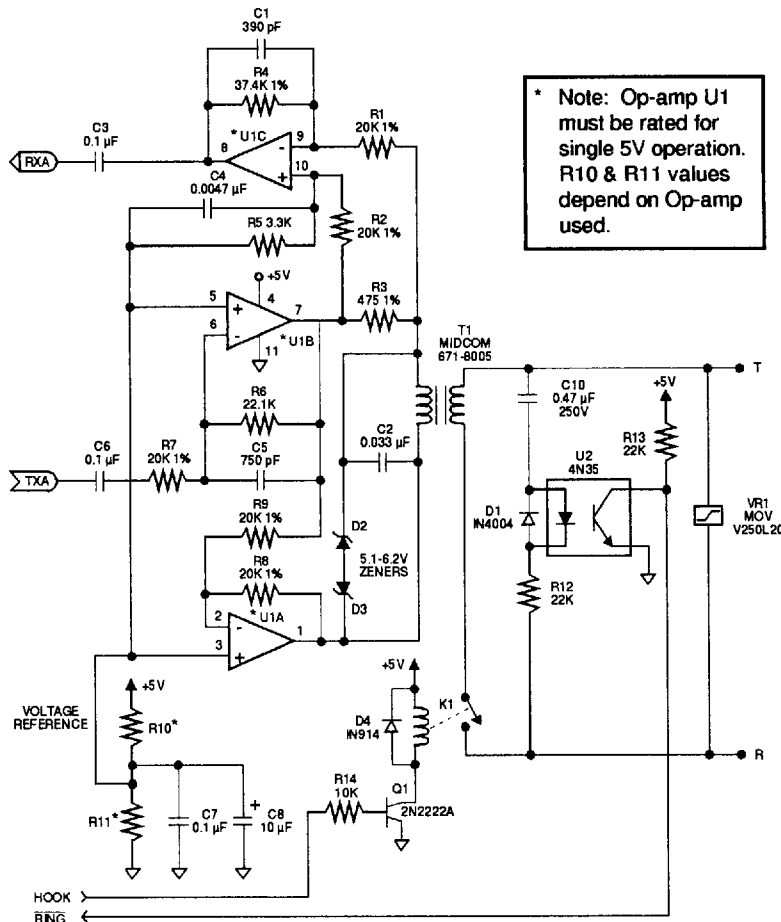 C1
390 pF
R4
37.4K 1%
C3
0.1 µF
RXA
8
* U1C
9
-
R1
20K 1%
10
+
C4
0.0047 µF
R5 3.3K
R2
20K 1%
* Note: Op-amp U1
must be rated for
single 5V operation.
R10 & R11 values
depend on Op-amp
used.
+5V
5
+
4
7
R3
475 1%
6
-
11
* U1B
T1
MIDCOM
671-8005
T
C10
0.47 µF
250V
+5V
R13
22K
R6
22.1K
C2
0.033 µF
C6
0.1 µF
R7
20K 1%
C5
750 pF
TXA
U2
4N35
D1
IN4004
VR1
MOV
V250L20
R9
20K 1%
D2
5.1-6.2V
ZENERS
R8
20K 1%
D3
R12
22K
* U1A
2
-
1
3
+
+5V
VOLTAGE
REFERENCE
R10*
+5V
D4
IN914
K1
R
R14
10K
Q1
2N2222A
R11*
C7
0.1 µF
+
C8
10 µF
HOOK
RING